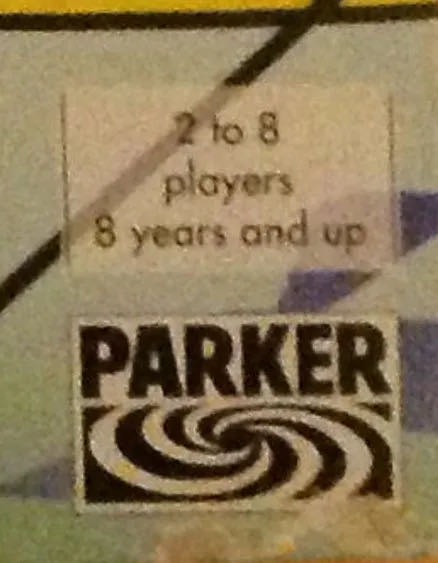 2 to 8
players
8 years and up
PARKER